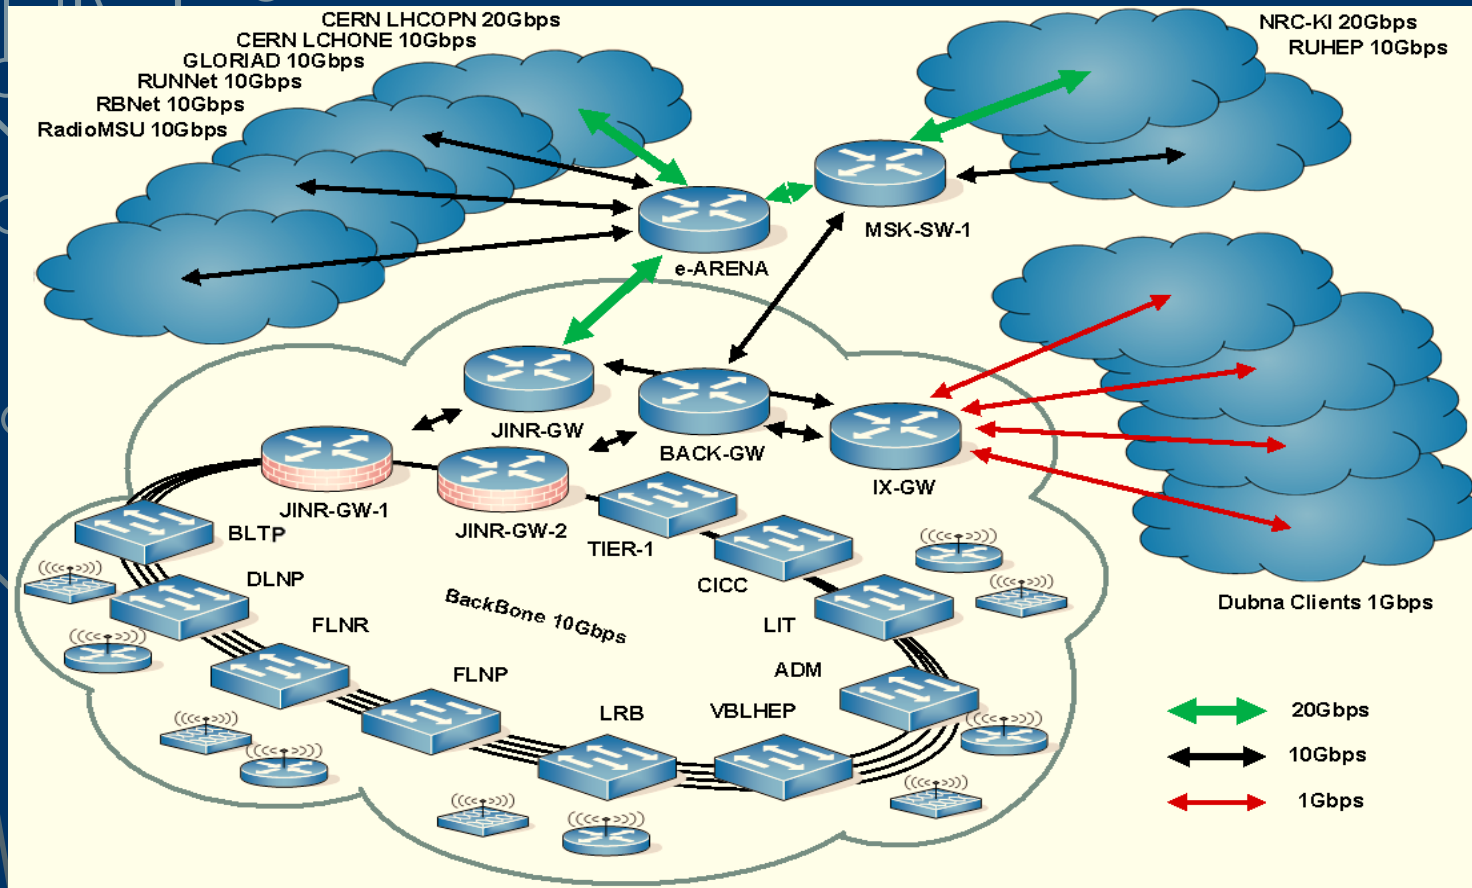 CERN LHCOPN 20Gbps
CERN LCHONE 10Gbps
GLORIAD 10Gbps
RUNNet 10Gbps
RBNet 10Gbps
RadioMSU 10Gbps
NRC-KI 20Gbps
RUHEP 10Gbps
MSK-SW-1
e-ARENA
JINR-GW
BACK-GW
IX-GW
JINR-GW-1
JINR-GW-2
TIER-1
BLTP
DLNP
CICC
BackBone 10Gbps
FLNR
LIT
FLNP
ADM
LRB
VBLHEP
Dubna Clients 1Gbps
20Gbps
10Gbps
1Gbps